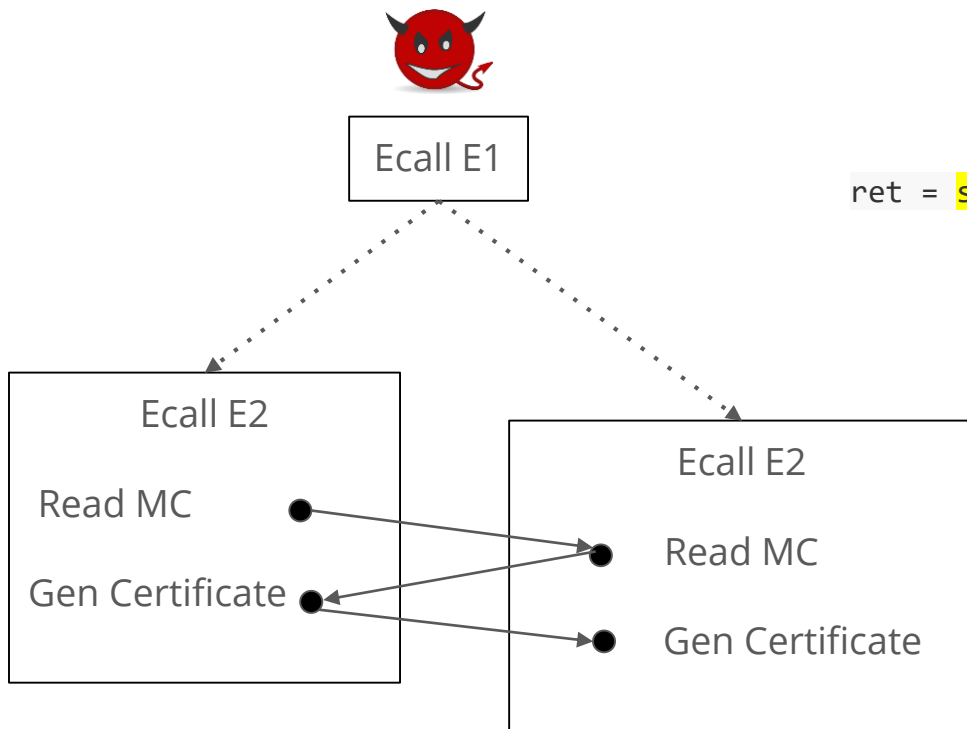 Ecall E1
ret = s
Ecall E2
Read MC
Gen Certificate
Ecall E2
Read MC
Gen Certificate